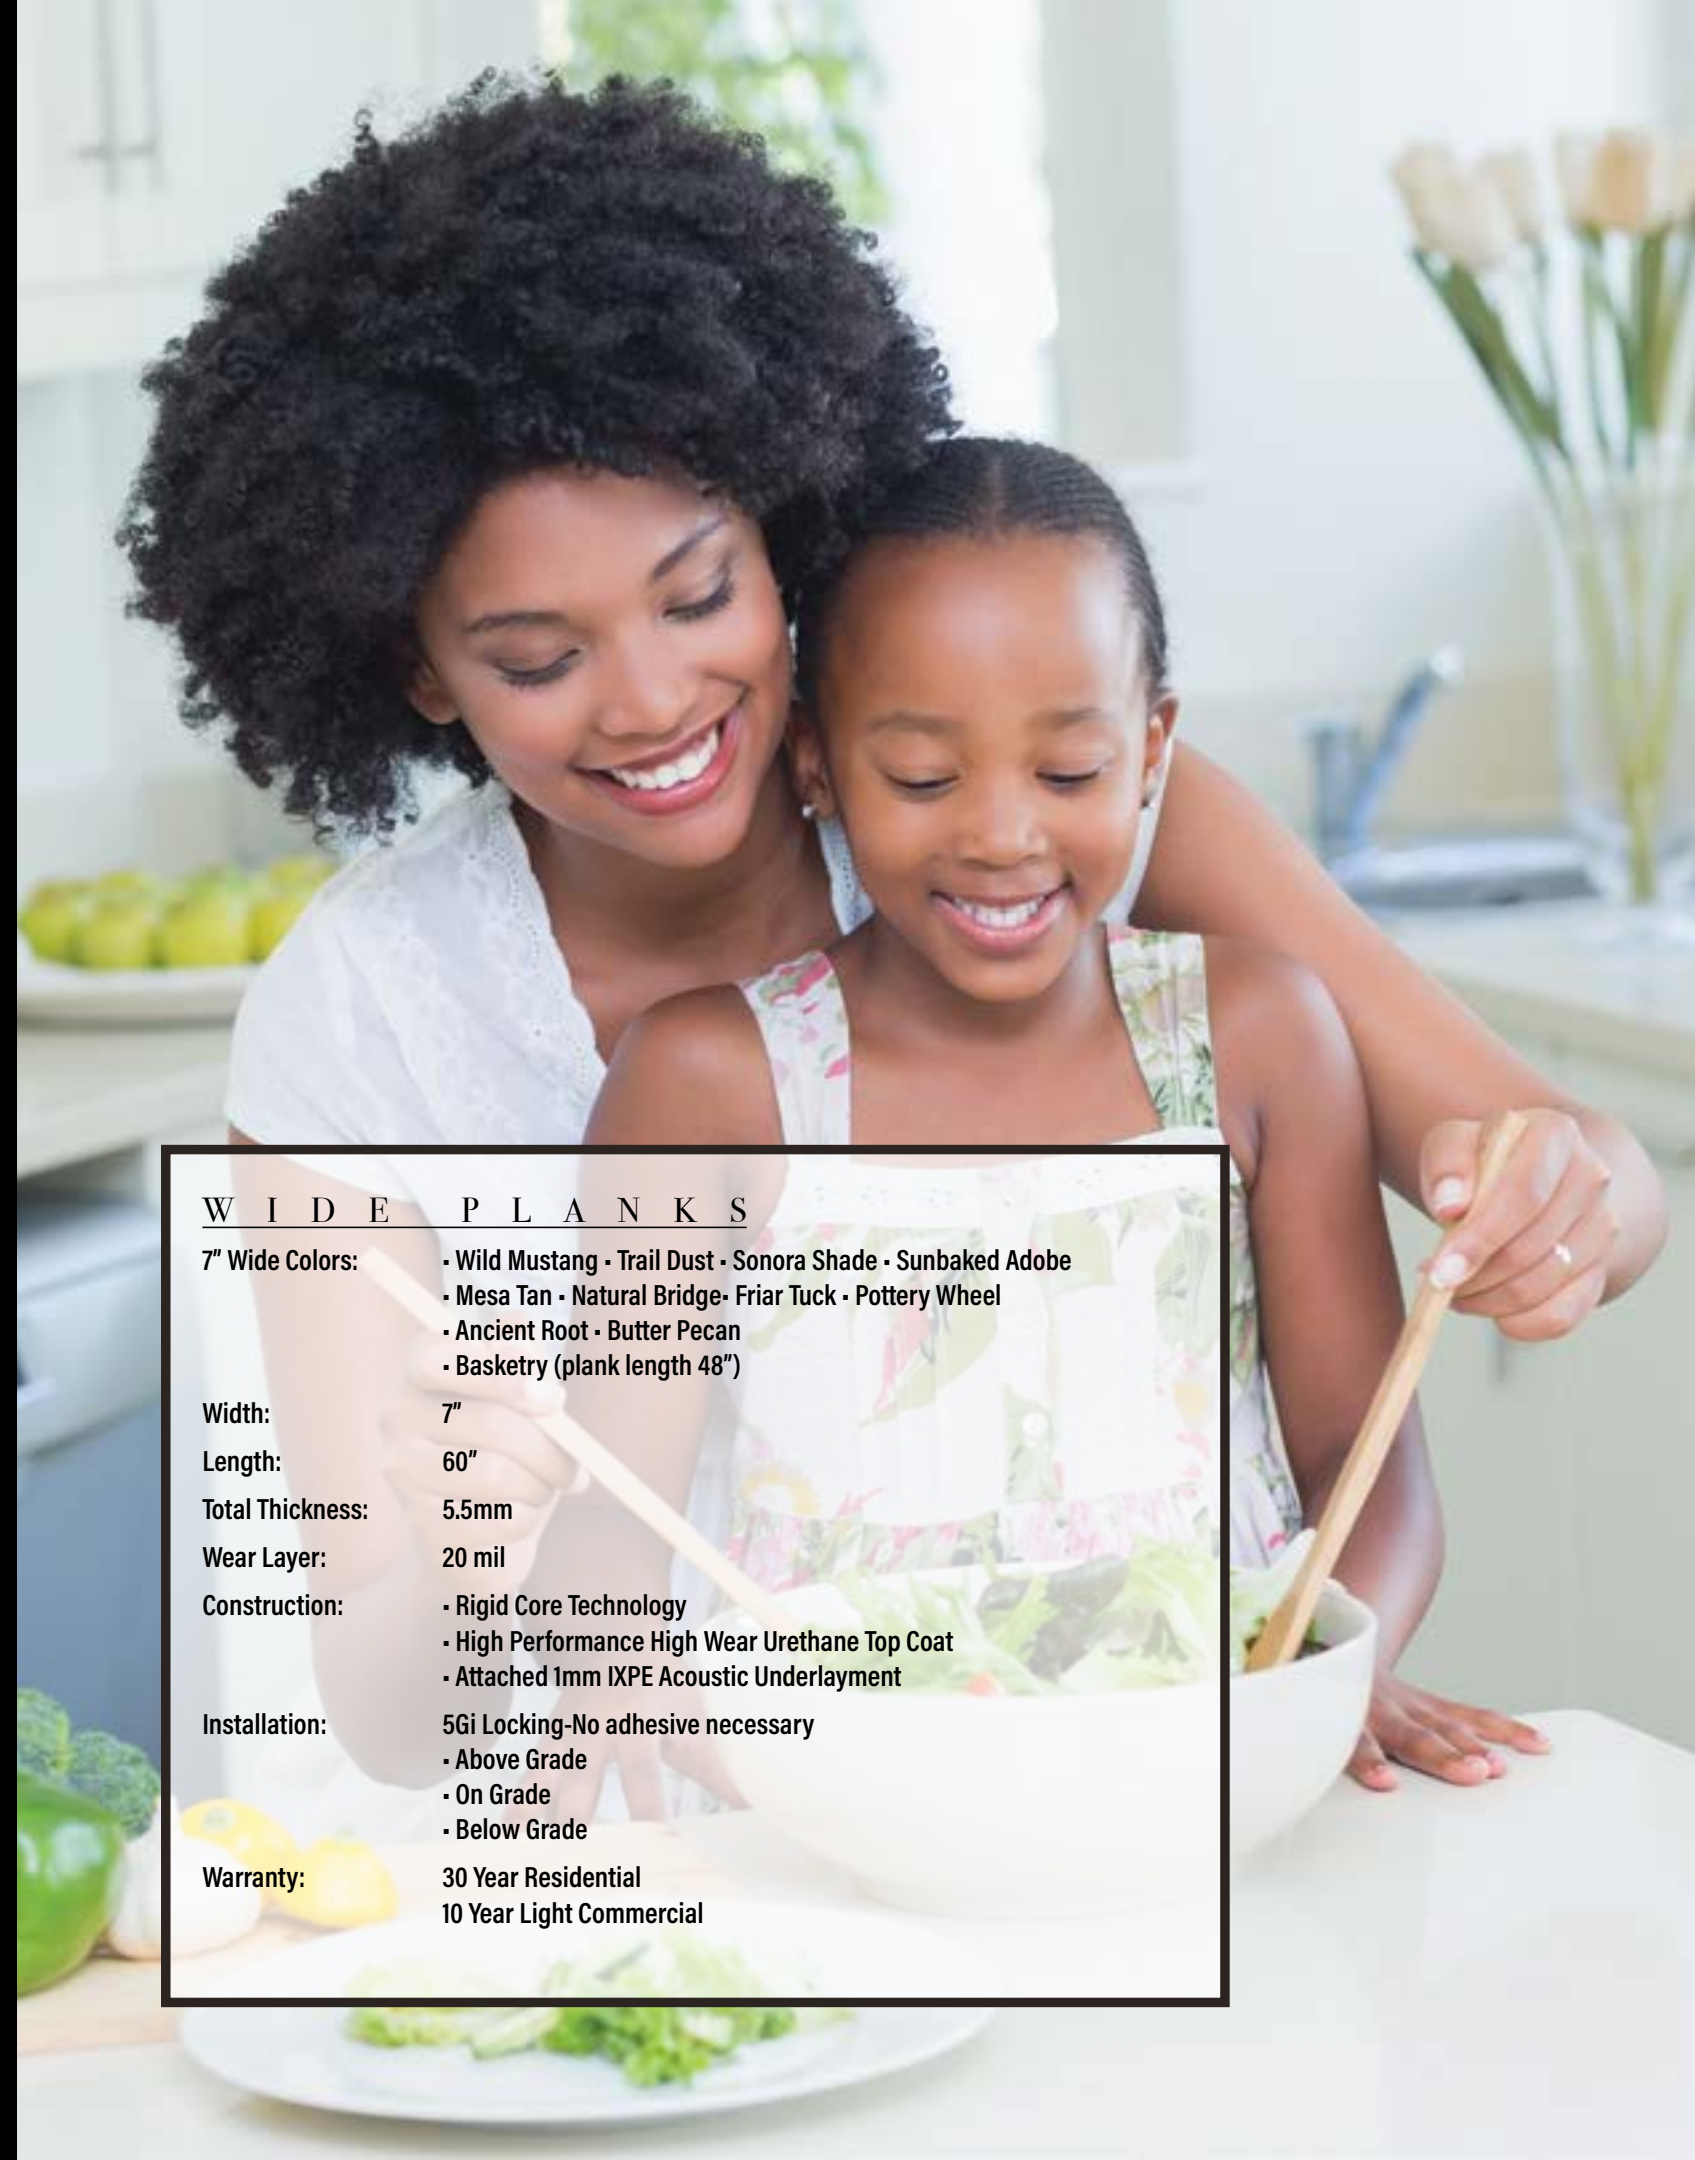 WIDE PLANKS
7" Wide Colors: ▪ Wild Mustang ▪ Trail Dust ▪ Sonora Shade ▪ Sunbaked Adobe
▪ Mesa Tan ▪ Natural Bridge▪ Friar Tuck ▪ Pottery Wheel
▪ Ancient Root ▪ Butter Pecan
▪ Basketry (plank length 48")
Width: 7"
Length: 60"
Total Thickness: 5.5mm
Wear Layer: 20 mil
Construction: ▪ Rigid Core Technology
▪ High Performance High Wear Urethane Top Coat
▪ Attached 1mm IXPE Acoustic Underlayment
Installation: 5Gi Locking-No adhesive necessary
▪ Above Grade
▪ On Grade
▪ Below Grade
Warranty: 30 Year Residential
10 Year Light Commercial